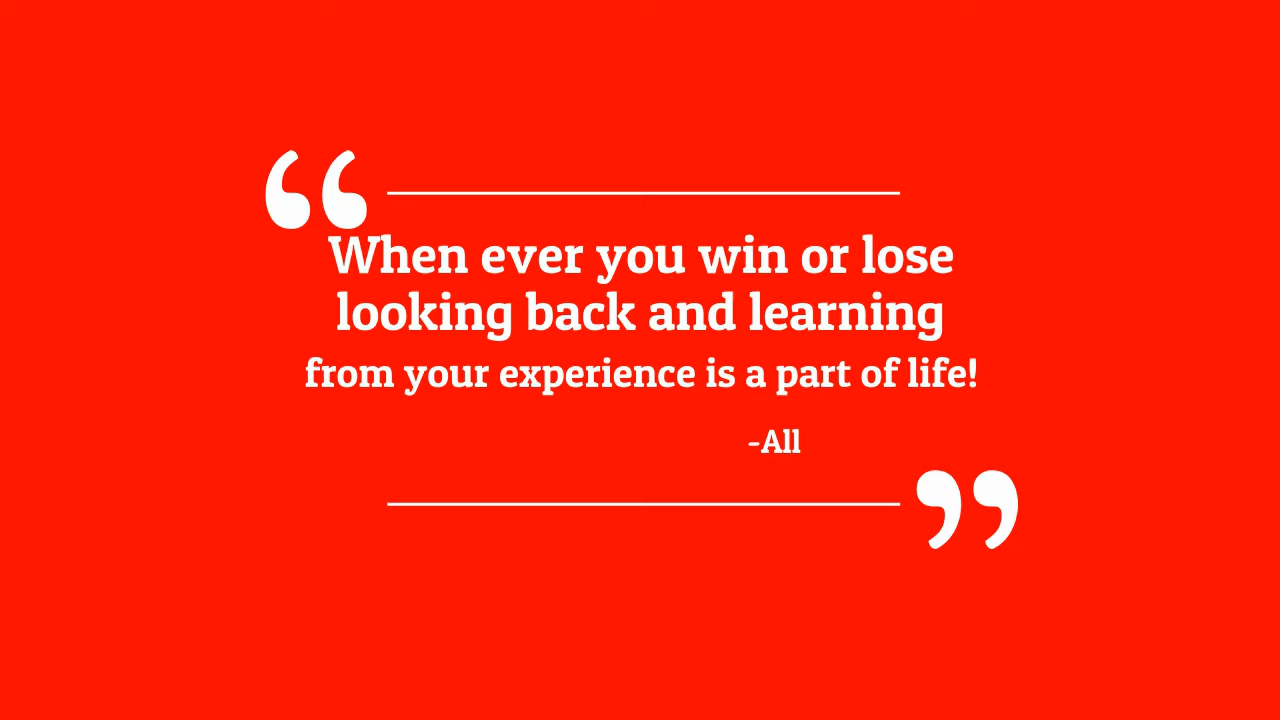 “
When ever you win or lose
looking back and learning
from your experience is a part of life!
-All
”